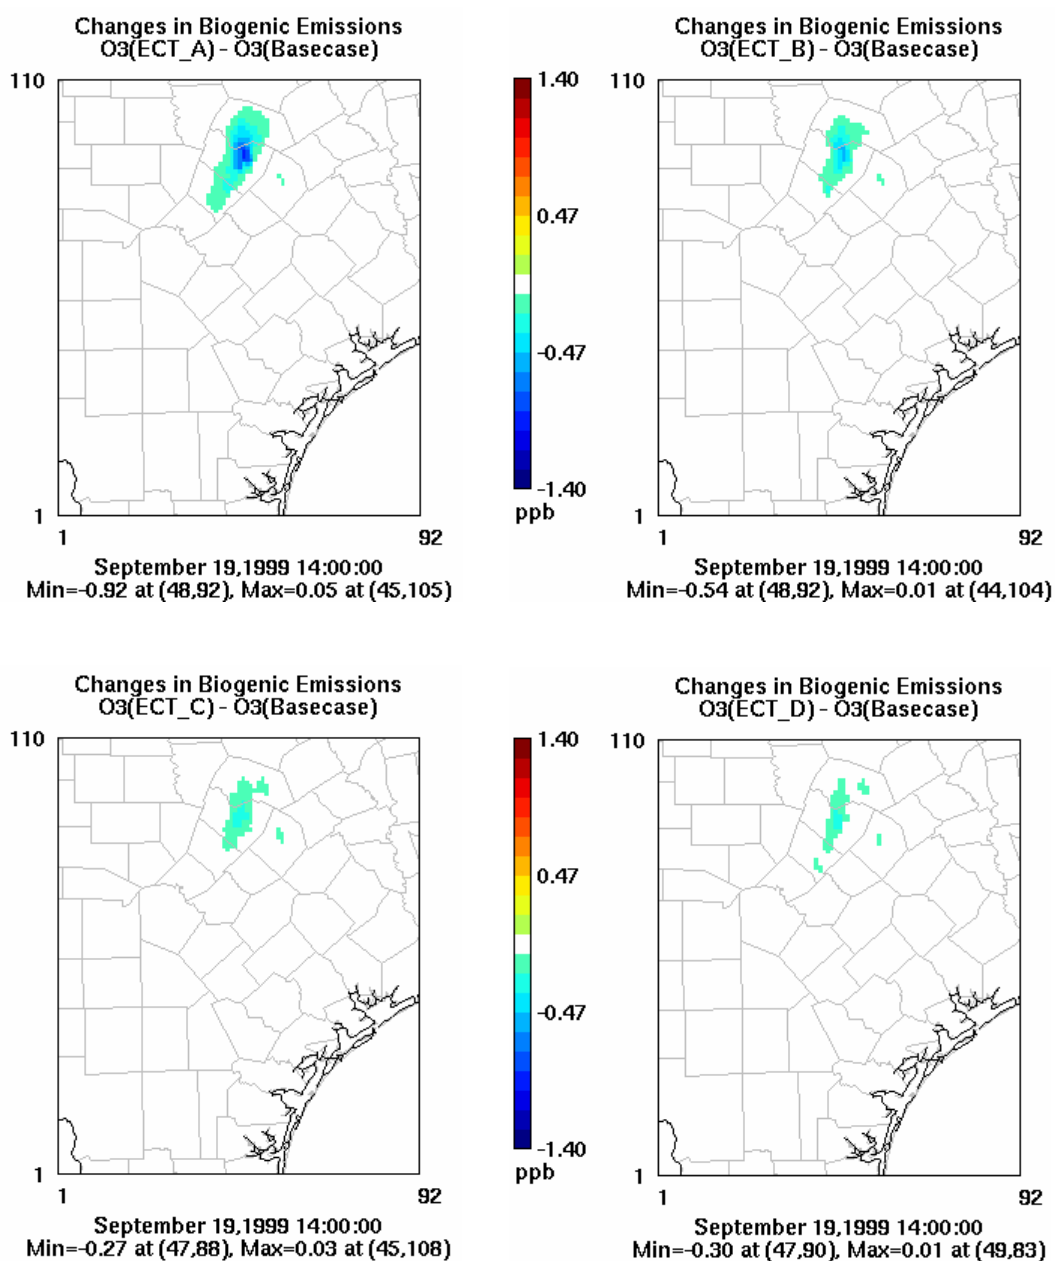 Changes in Biogenic Emissions
O3(ECT_A) - O3(Basecase)
110
1
1
92
September 19,1999 14:00:00
Min=-0.92 at (48,92), Max=0.05 at (45,105)
1.40
0.47
-0.47
-1.40
ppb
Changes in Biogenic Emissions
O3(ECT_B) - O3(Basecase)
110
1
1
92
September 19,1999 14:00:00
Min=-0.54 at (48,92), Max=0.01 at (44,104)
Changes in Biogenic Emissions
O3(ECT_C) - O3(Basecase)
110
1
1
92
September 19,1999 14:00:00
Min=-0.27 at (47,88), Max=0.03 at (45,108)
1.40
0.47
-0.47
-1.40
ppb
Changes in Biogenic Emissions
O3(ECT_D) - O3(Basecase)
110
1
1
92
September 19,1999 14:00:00
Min=-0.30 at (47,90), Max=0.01 at (49,83)